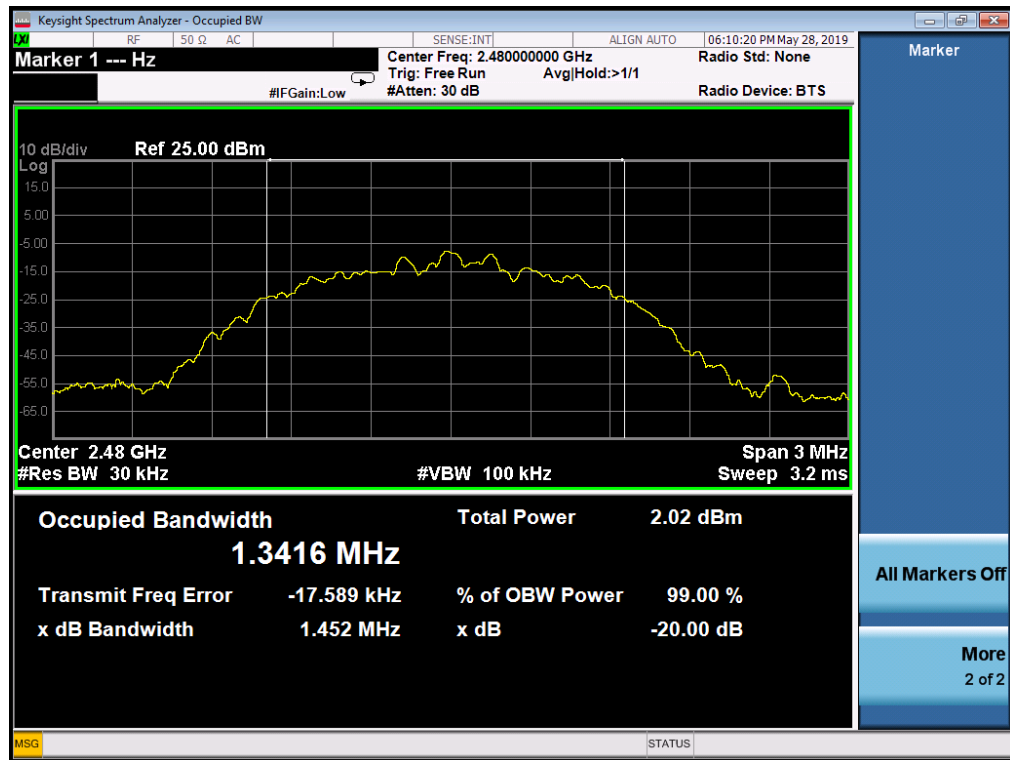 Keysight Spectrum Analyzer - Occupied BW
LXI RF 50 Ω AC SENSE:INT ALIGN AUTO 06:10:20 PM May 28, 2019
Marker 1 --- Hz
Center Freq: 2.480000000 GHz Radio Std: None
Trig: Free Run Avg|Hold:>1/1
#IFGain:Low #Atten: 30 dB Radio Device: BTS
Marker
10 dB/div Ref 25.00 dBm
Log
15.0
5.00
-5.00
-15.0
-25.0
-35.0
-45.0
-55.0
-65.0
Center 2.48 GHz Span 3 MHz
#Res BW 30 kHz #VBW 100 kHz Sweep 3.2 ms
Occupied Bandwidth Total Power 2.02 dBm
1.3416 MHz
Transmit Freq Error -17.589 kHz % of OBW Power 99.00 %
x dB Bandwidth 1.452 MHz x dB -20.00 dB
All Markers Off
More
2 of 2
MSG STATUS